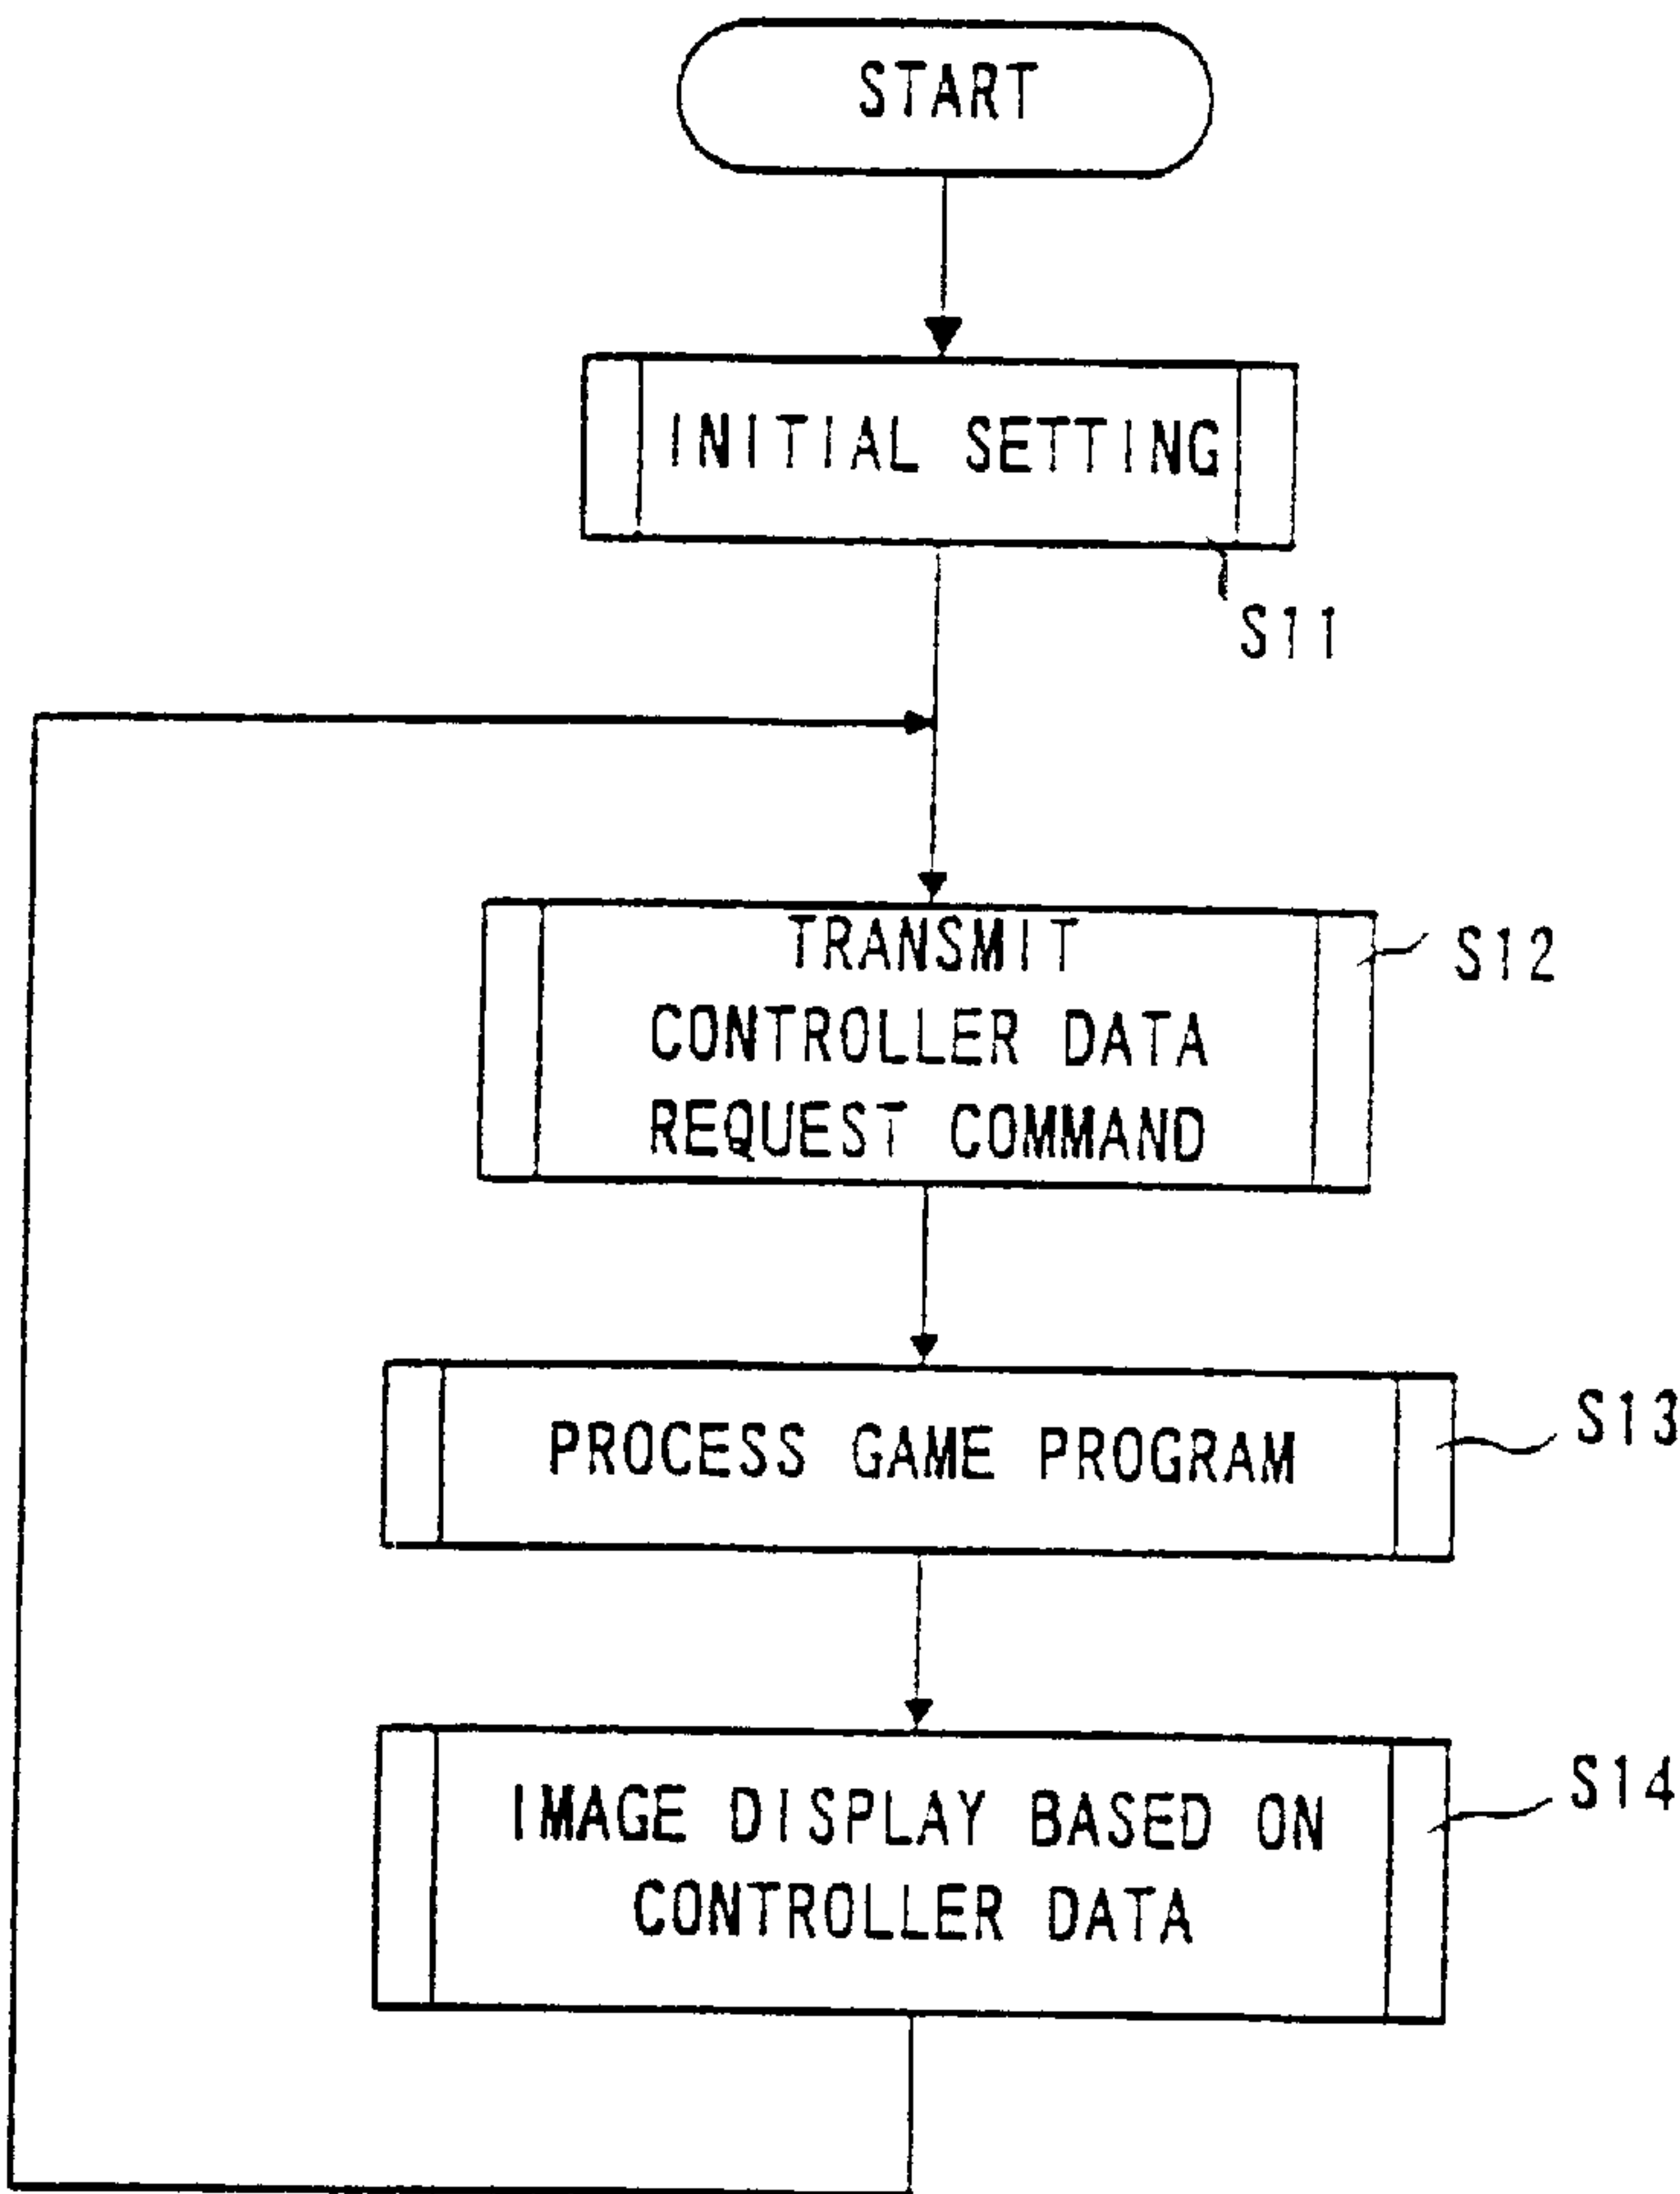 START
INITIAL SETTING
S11
TRANSMIT
CONTROLLER DATA
REQUEST COMMAND
S12
PROCESS GAME PROGRAM
S13
IMAGE DISPLAY BASED ON
CONTROLLER DATA
S14